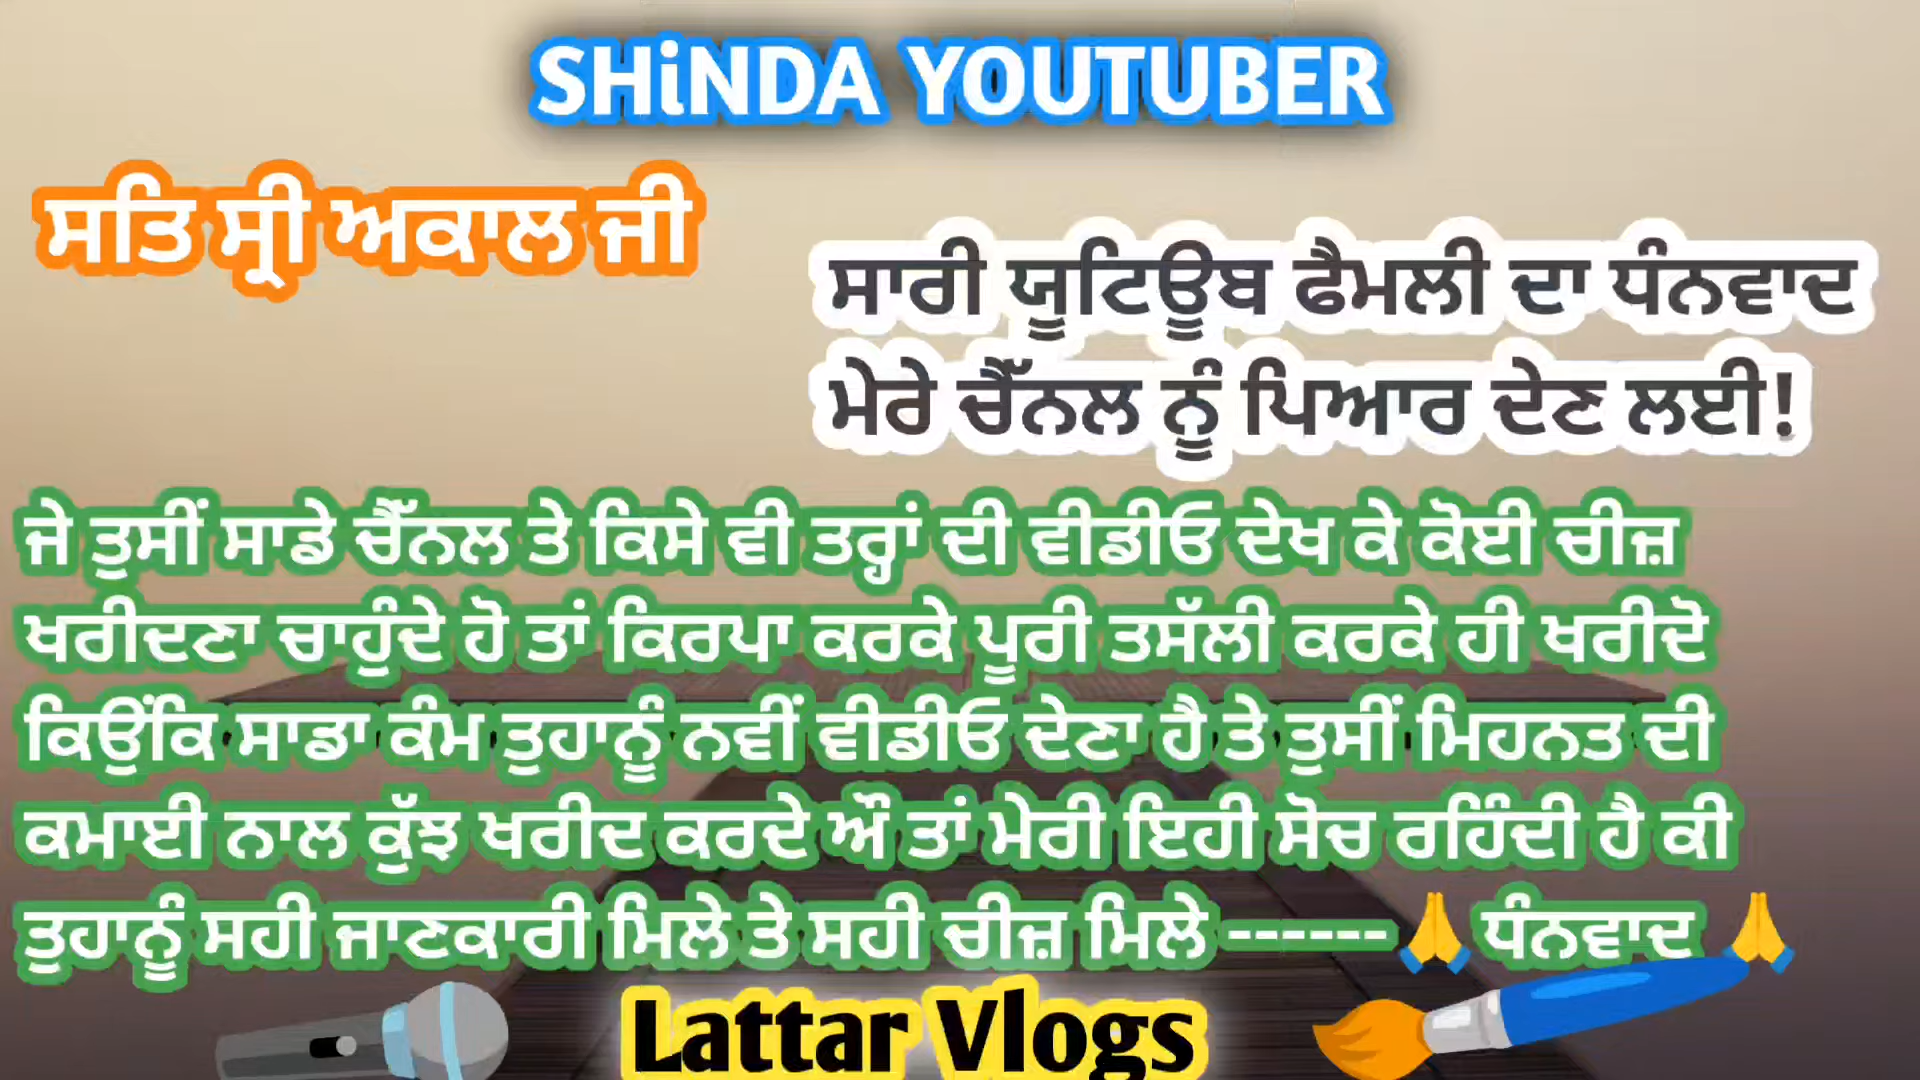 SHiNDA YOUTUBER
ਸਤਿ ਸ੍ਰੀ ਅਕਾਲ ਜੀ
ਸਾਰੀ ਯੂਟਿਊਬ ਫੈਮਲੀ ਦਾ ਧੰਨਵਾਦ
ਮੇਰੇ ਚੈੱਨਲ ਨੂੰ ਪਿਆਰ ਦੇਣ ਲਈ!
ਜੇ ਤੁਸੀਂ ਸਾਡੇ ਚੈੱਨਲ ਤੇ ਕਿਸੇ ਵੀ ਤਰ੍ਹਾਂ ਦੀ ਵੀਡੀਓ ਦੇਖ ਕੇ ਕੋਈ ਚੀਜ਼
ਖਰੀਦਣਾ ਚਾਹੁੰਦੇ ਹੋ ਤਾਂ ਕਿਰਪਾ ਕਰਕੇ ਪੂਰੀ ਤਸੱਲੀ ਕਰਕੇ ਹੀ ਖਰੀਦੋ
ਕਿਉਂਕਿ ਸਾਡਾ ਕੰਮ ਤੁਹਾਨੂੰ ਨਵੀਂ ਵੀਡੀਓ ਦੇਣਾ ਹੈ ਤੇ ਤੁਸੀਂ ਮਿਹਨਤ ਦੀ
ਕਮਾਈ ਨਾਲ ਕੁੱਝ ਖਰੀਦ ਕਰਦੇ ਔ ਤਾਂ ਮੇਰੀ ਇਹੀ ਸੋਚ ਰਹਿੰਦੀ ਹੈ ਕੀ
ਤੁਹਾਨੂੰ ਸਹੀ ਜਾਣਕਾਰੀ ਮਿਲੇ ਤੇ ਸਹੀ ਚੀਜ਼ ਮਿਲੇ ------🙏 ਧੰਨਵਾਦ 🙏
Lattar Vlogs